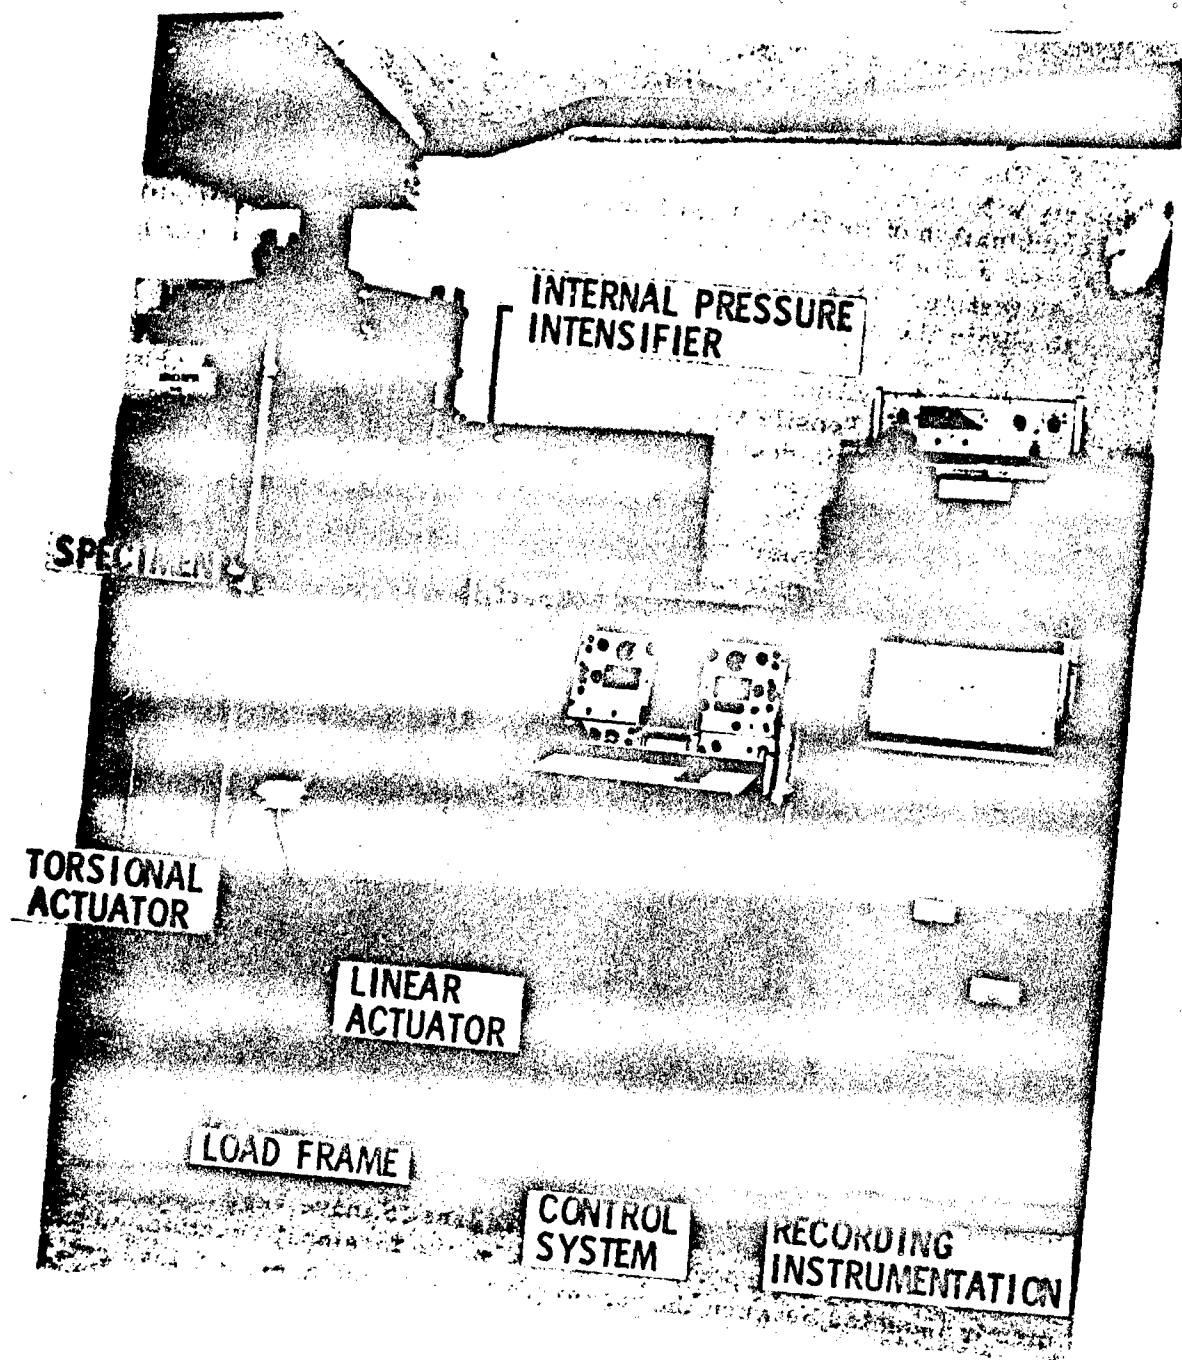 INTERNAL PRESSURE
INTENSIFIER
SPECIMEN
TORSIONAL
ACTUATOR
LINEAR
ACTUATOR
LOAD FRAME
CONTROL
SYSTEM
RECORDING
INSTRUMENTATION